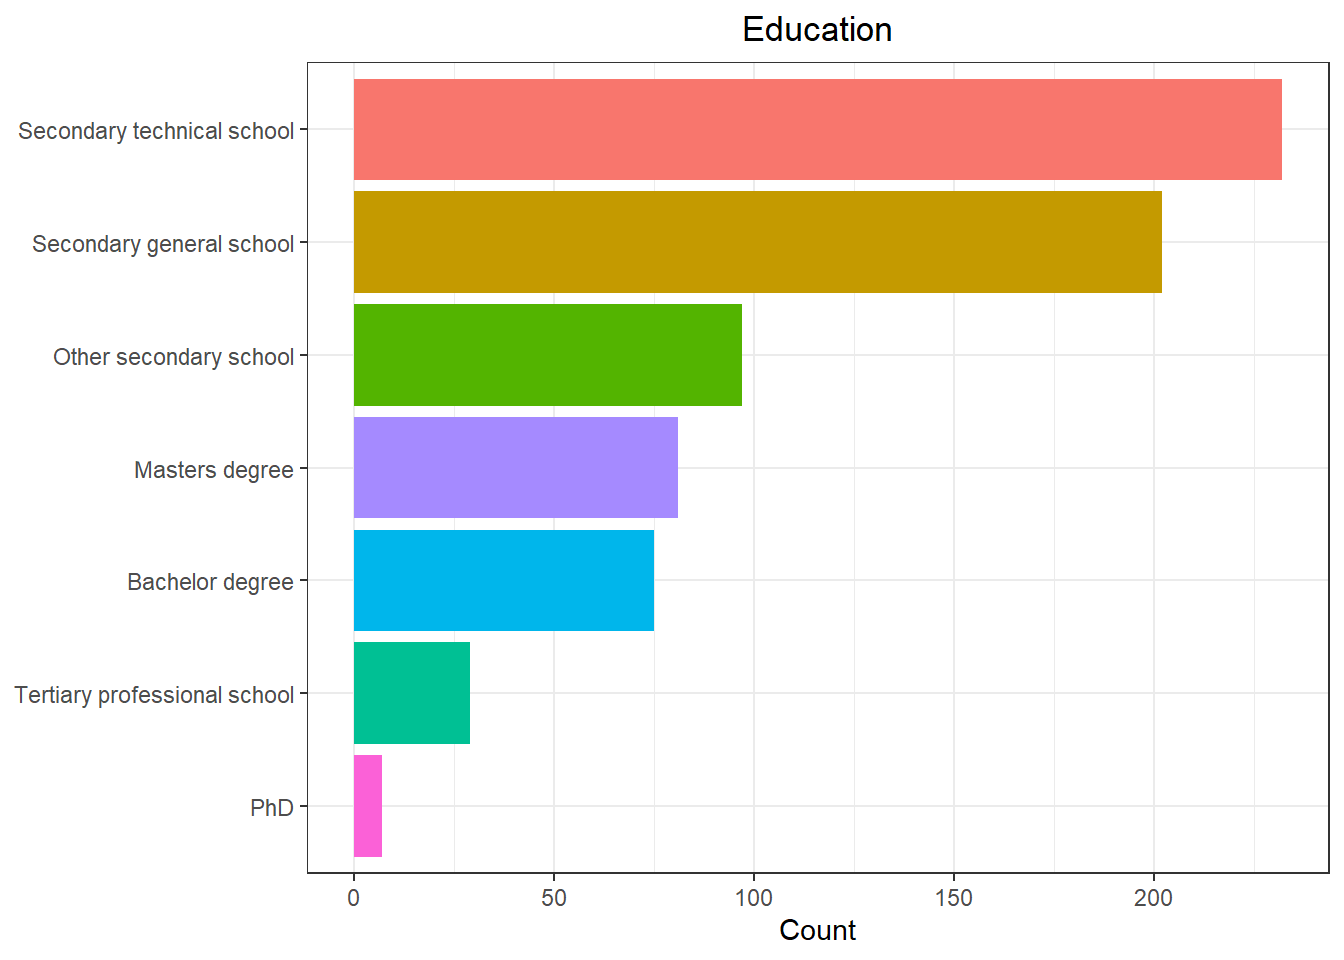 Education
Secondary technical school
Secondary general school
Other secondary school
Masters degree
Bachelor degree
Tertiary professional school
PhD
0 50 100 150 200
Count